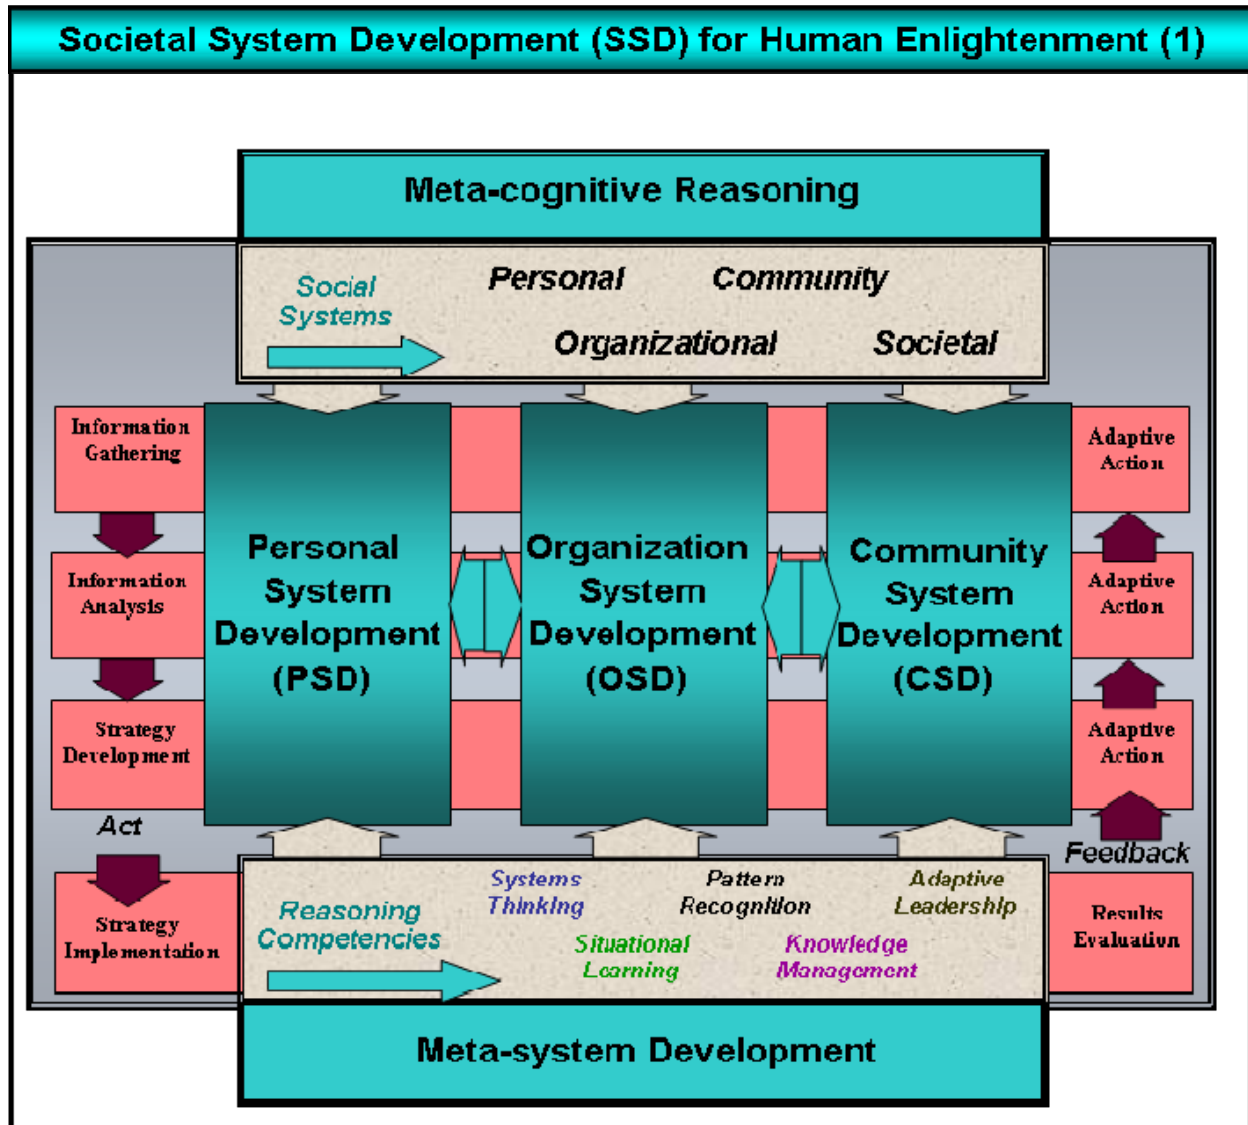 Societal System Development (SSD) for Human Enlightenment (1)
Meta-cognitive Reasoning
Social
Systems
Personal
Community
Organizational
Societal
Information
Gathering
Information
Analysis
Strategy
Development
Act
Strategy
Implementation
Personal
System
Development
(PSD)
Organization
System
Development
(OSD)
Community
System
Development
(CSD)
Adaptive
Action
Adaptive
Action
Adaptive
Action
Feedback
Results
Evaluation
Reasoning
Competencies
Systems
Thinking
Pattern
Recognition
Adaptive
Leadership
Situational
Learning
Knowledge
Management
Meta-system Development